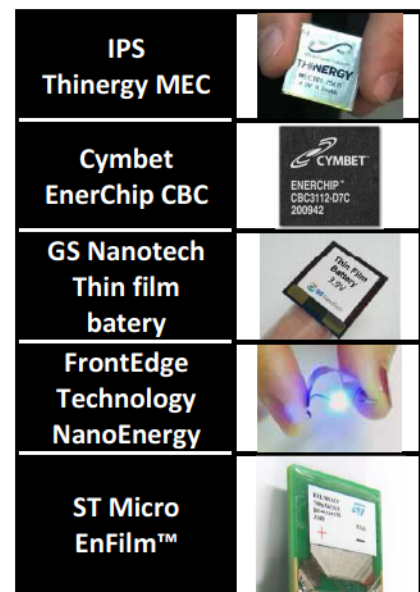 IPS
Thinergy MEC
THINERGY
Cymbet
EnerChip CBC
CYMBET
ENERCHIP™
CBC3112-D7C
200942
GS Nanotech
Thin film
batery
Thin Film
Battery
3.9V
FrontEdge
Technology
NanoEnergy
ST Micro
EnFilm™